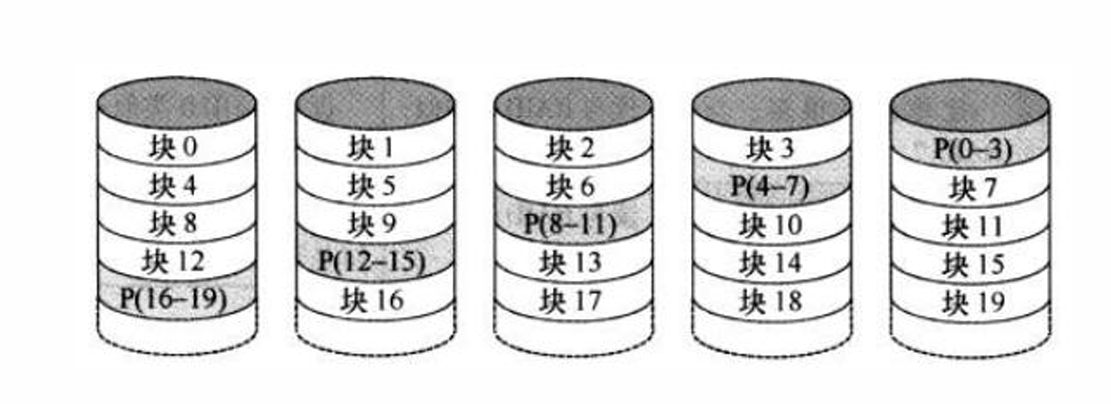 块 0
块 4
块 8
块 12
P(16–19)
块 1
块 5
块 9
P(12–15)
块 16
块 2
块 6
P(8–11)
块 13
块 17
块 3
P(4–7)
块 10
块 14
块 18
P(0–3)
块 7
块 11
块 15
块 19